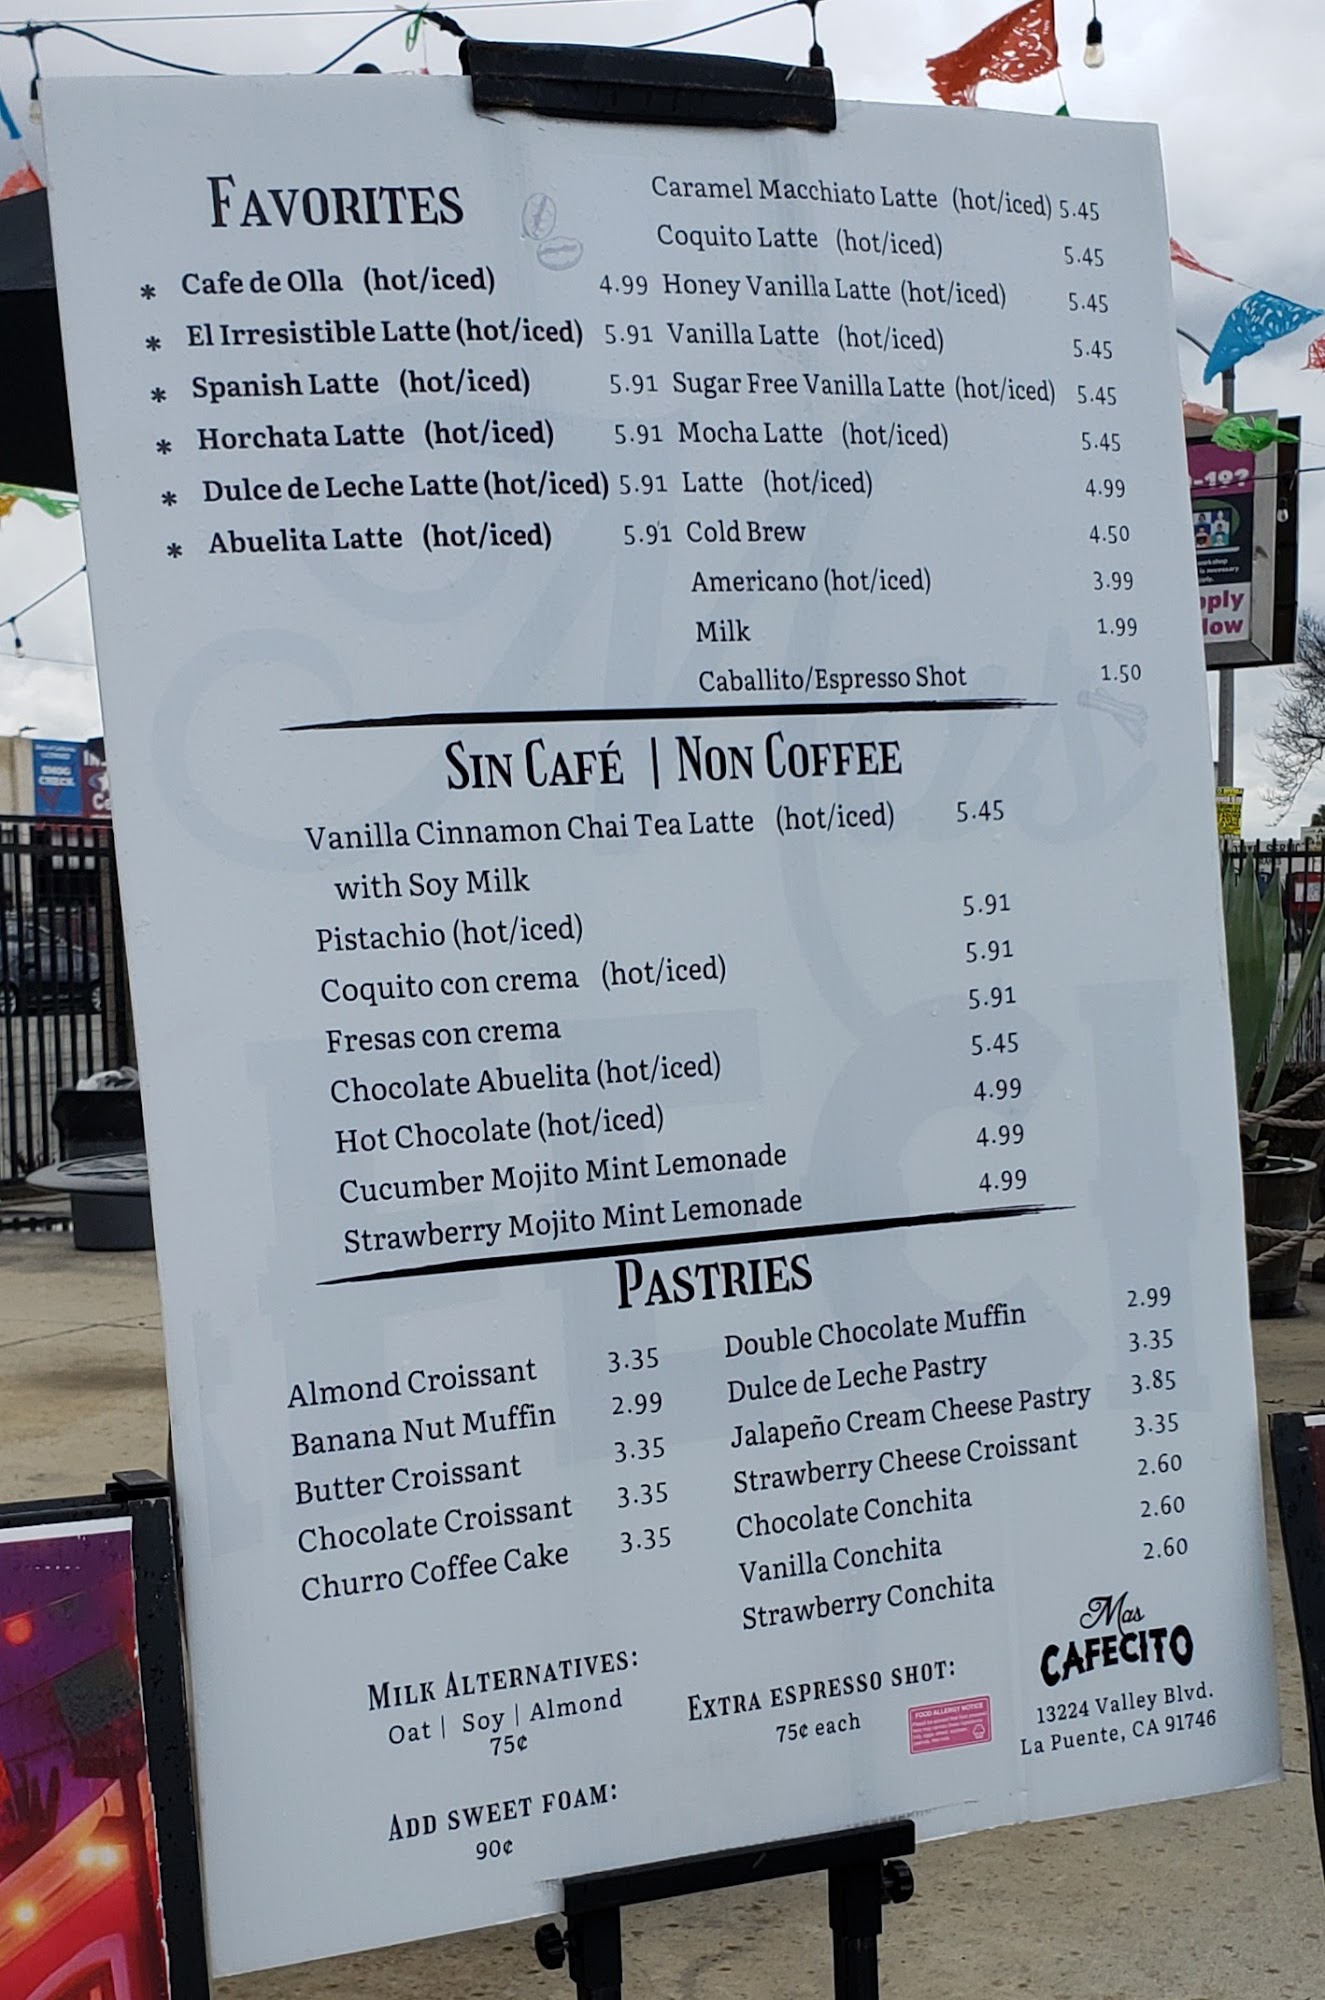 FAVORITES
* Cafe de Olla (hot/iced) 4.99
* El Irresistible Latte (hot/iced) 5.91
* Spanish Latte (hot/iced) 5.91
* Horchata Latte (hot/iced) 5.91
* Dulce de Leche Latte (hot/iced) 5.91
* Abuelita Latte (hot/iced) 5.91
Caramel Macchiato Latte (hot/iced) 5.45
Coquito Latte (hot/iced) 5.45
Honey Vanilla Latte (hot/iced) 5.45
Vanilla Latte (hot/iced) 5.45
Sugar Free Vanilla Latte (hot/iced) 5.45
Mocha Latte (hot/iced) 5.45
Latte (hot/iced) 4.99
Cold Brew 4.50
Americano (hot/iced) 3.99
Milk 1.99
Caballito/Espresso Shot 1.50
SIN CAFÉ | NON COFFEE
Vanilla Cinnamon Chai Tea Latte (hot/iced) 5.45
with Soy Milk
Pistachio (hot/iced) 5.91
Coquito con crema (hot/iced) 5.91
Fresas con crema 5.91
Chocolate Abuelita (hot/iced) 5.45
Hot Chocolate (hot/iced) 4.99
Cucumber Mojito Mint Lemonade 4.99
Strawberry Mojito Mint Lemonade 4.99
PASTRIES
Almond Croissant 3.35
Banana Nut Muffin 2.99
Butter Croissant 3.35
Chocolate Croissant 3.35
Churro Coffee Cake 3.35
Double Chocolate Muffin 2.99
Dulce de Leche Pastry 3.35
Jalapeño Cream Cheese Pastry 3.85
Strawberry Cheese Croissant 3.35
Chocolate Conchita 2.60
Vanilla Conchita 2.60
Strawberry Conchita 2.60
MILK ALTERNATIVES:
Oat | Soy | Almond
75¢
EXTRA ESPRESSO SHOT:
75¢ each
ADD SWEET FOAM:
90¢
FOOD ALLERGY NOTICE
Mas
CAFECITO
13224 Valley Blvd.
La Puente, CA 91746
SMOG
CHECK